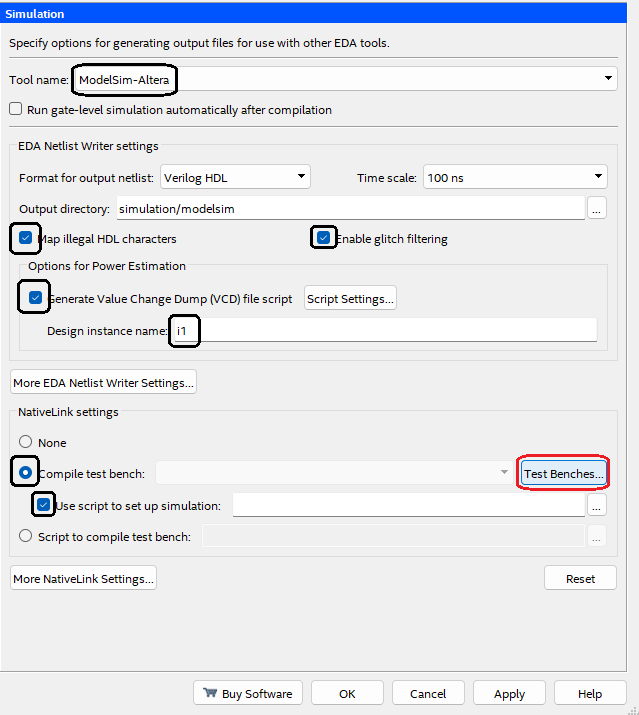 Simulation
Specify options for generating output files for use with other EDA tools.
Tool name: ModelSim-Altera
Run gate-level simulation automatically after compilation
EDA Netlist Writer settings
Format for output netlist: Verilog HDL Time scale: 100 ns
Output directory: simulation/modelsim ...
Map illegal HDL characters Enable glitch filtering
Options for Power Estimation
Generate Value Change Dump (VCD) file script Script Settings...
Design instance name: i1
More EDA Netlist Writer Settings...
NativeLink settings
None
Compile test bench: Test Benches...
Use script to set up simulation: ...
Script to compile test bench: ...
More NativeLink Settings... Reset
Buy Software OK Cancel Apply Help